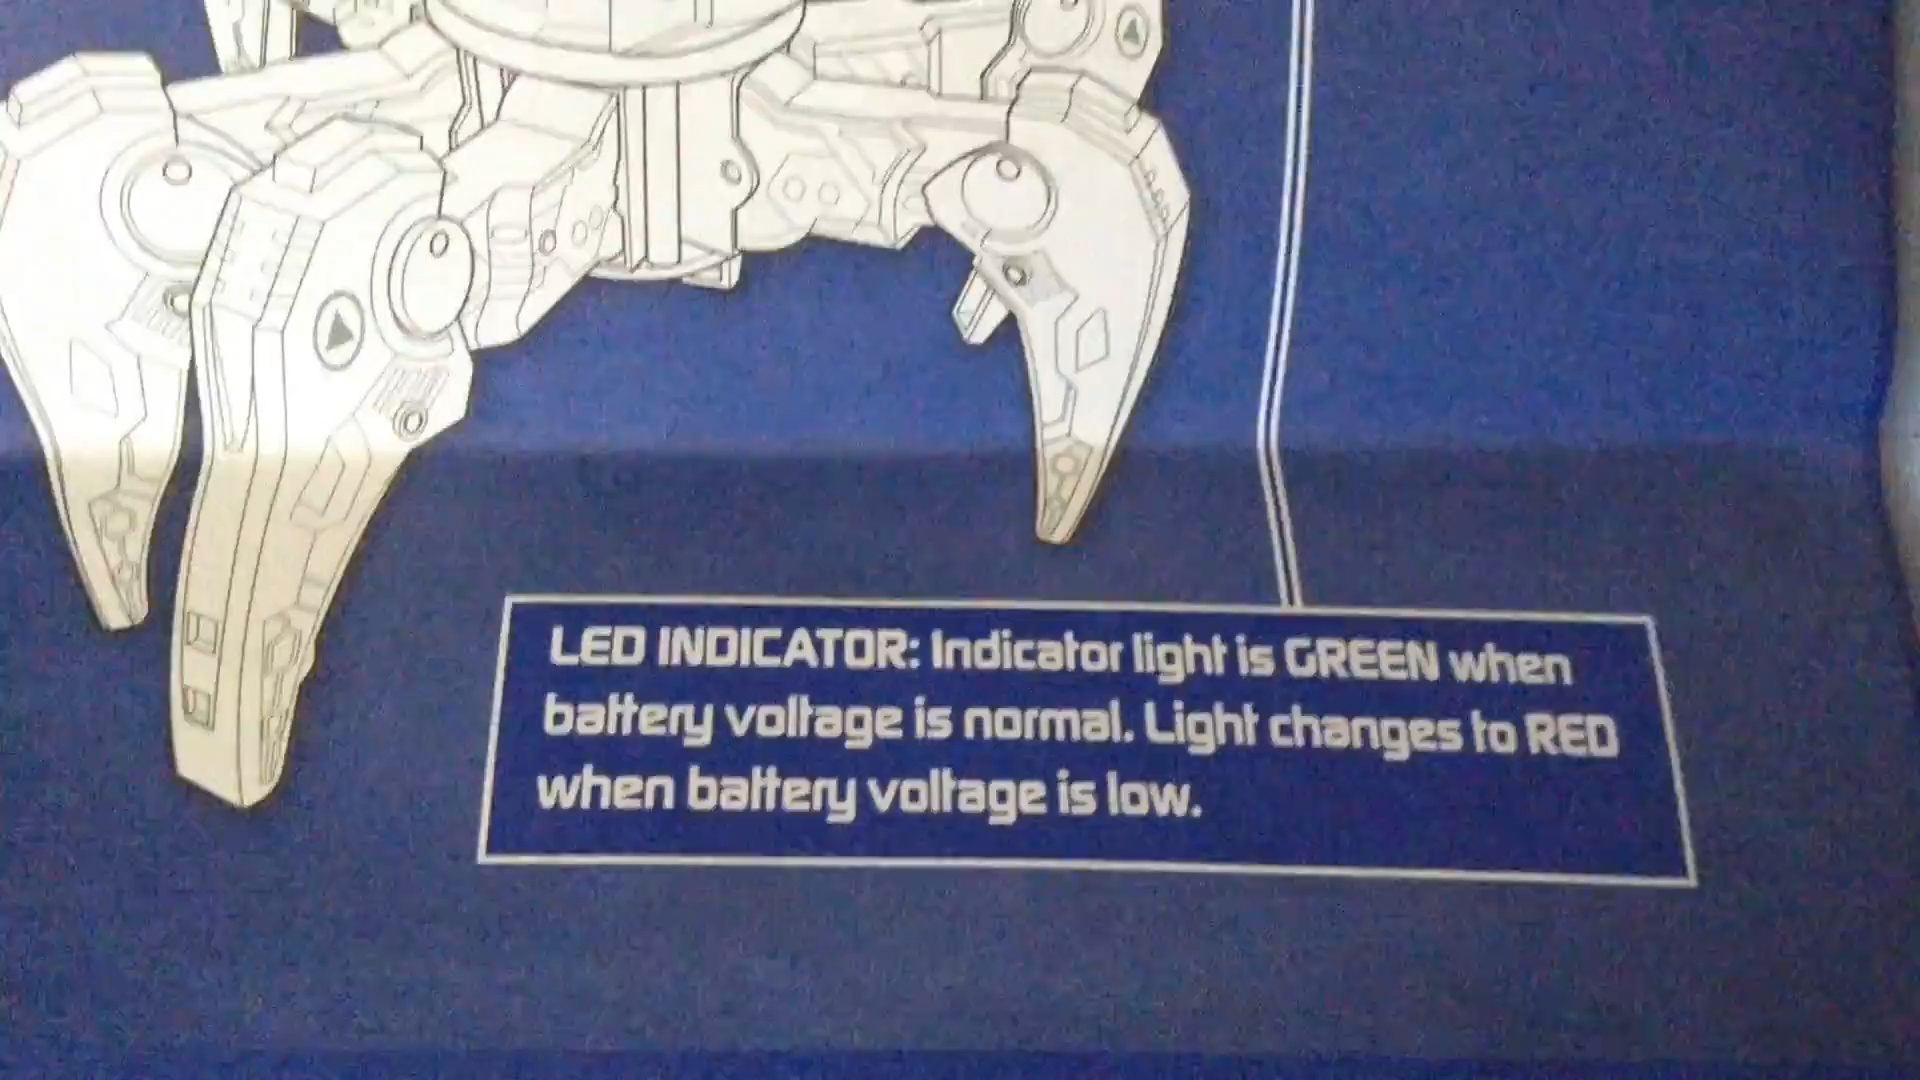 LED INDICATOR: Indicator light is GREEN when
battery voltage is normal. Light changes to RED
when battery voltage is low.